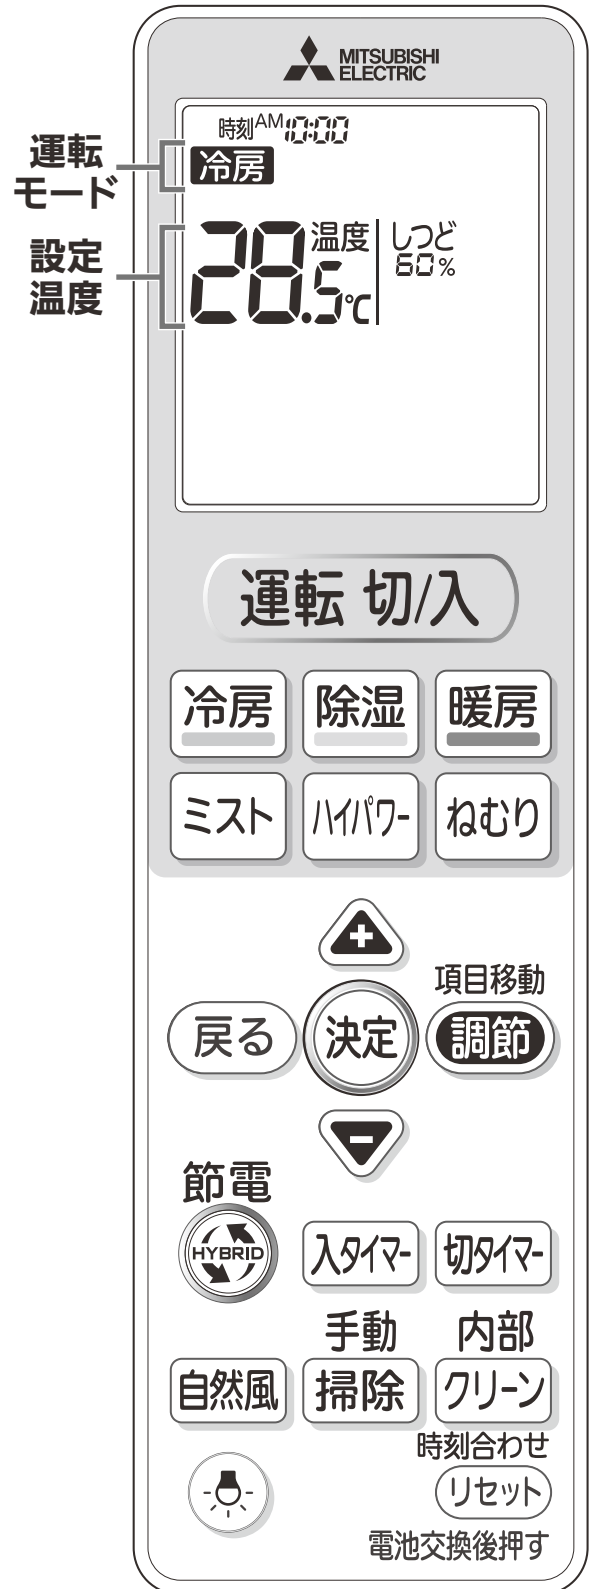 MITSUBISHI
ELECTRIC
時刻AM10:00
運転
モード
冷房
設定
温度
28.5℃
温度
しつど
60%
運転 切/入
冷房 除湿 暖房
ミスト ハイパワー ねむり
+
項目移動
戻る 決定 調節
-
節電
HYBRID 入タイマー 切タイマー
手動 内部
自然風 掃除 クリーン
時刻合わせ
リセット
電池交換後押す